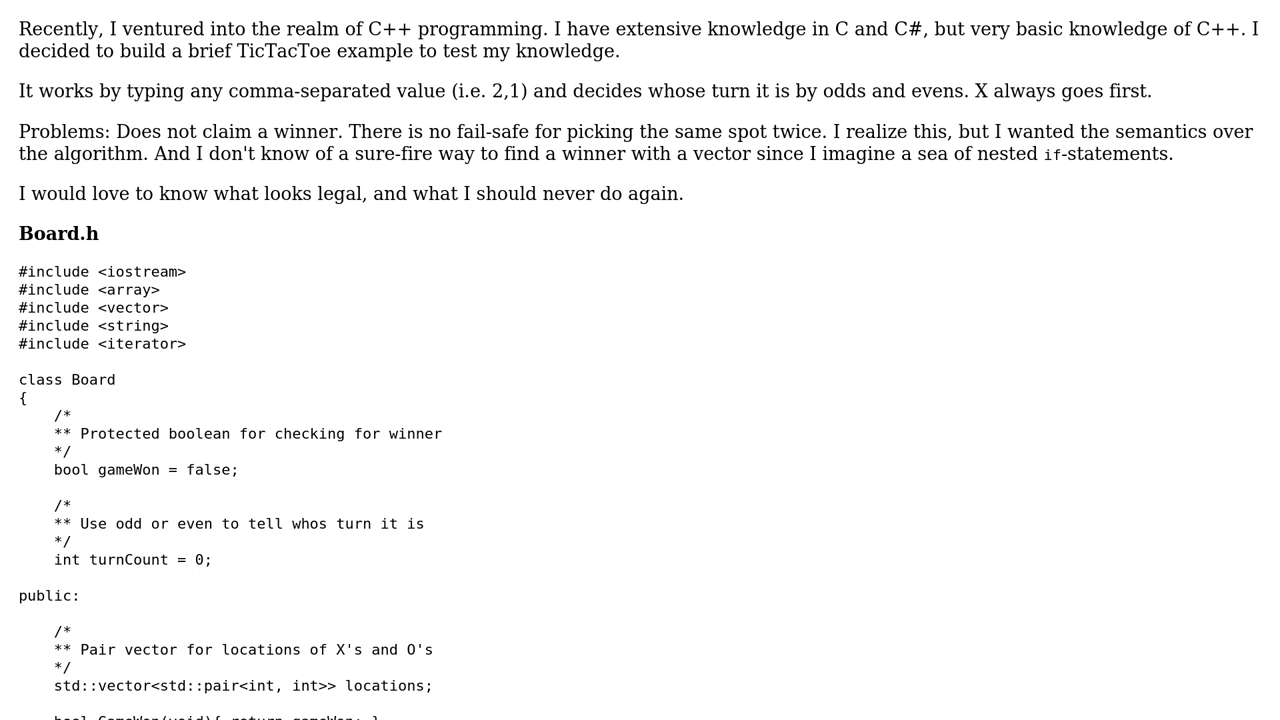 Recently, I ventured into the realm of C++ programming. I have extensive knowledge in C and C#, but very basic knowledge of C++. I
decided to build a brief TicTacToe example to test my knowledge.
It works by typing any comma-separated value (i.e. 2,1) and decides whose turn it is by odds and evens. X always goes first.
Problems: Does not claim a winner. There is no fail-safe for picking the same spot twice. I realize this, but I wanted the semantics over
the algorithm. And I don't know of a sure-fire way to find a winner with a vector since I imagine a sea of nested if-statements.
I would love to know what looks legal, and what I should never do again.
Board.h
#include <iostream>
#include <array>
#include <vector>
#include <string>
#include <iterator>
class Board
{
    /*
    ** Protected boolean for checking for winner
    */
    bool gameWon = false;
    /*
    ** Use odd or even to tell whos turn it is
    */
    int turnCount = 0;
public:
    /*
    ** Pair vector for locations of X's and O's
    */
    std::vector<std::pair<int, int>> locations;
    bool GameWon(void){ return gameWon; }